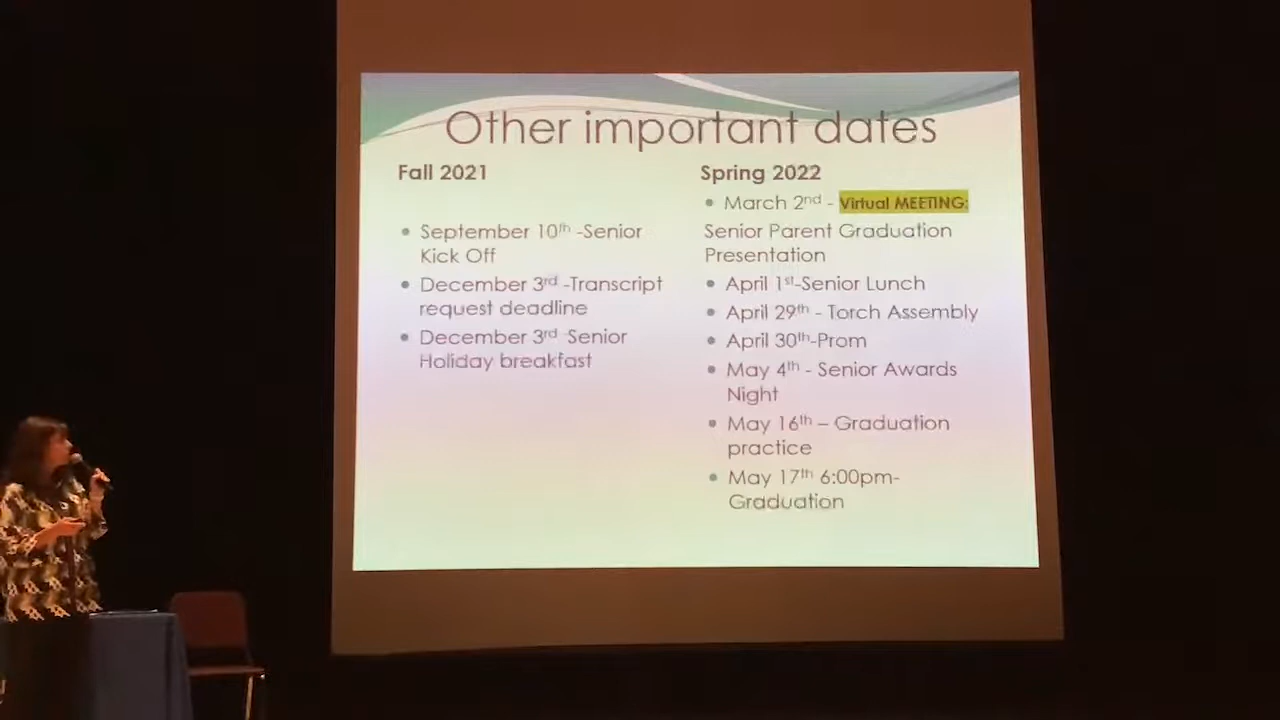 Other important dates
Fall 2021
September 10th -Senior
Kick Off
December 3rd -Transcript
request deadline
December 3rd Senior
Holiday breakfast
Spring 2022
March 2nd - Virtual MEETING:
Senior Parent Graduation
Presentation
April 1st-Senior Lunch
April 29th - Torch Assembly
April 30th-Prom
May 4th - Senior Awards
Night
May 16th – Graduation
practice
May 17th 6:00pm-
Graduation